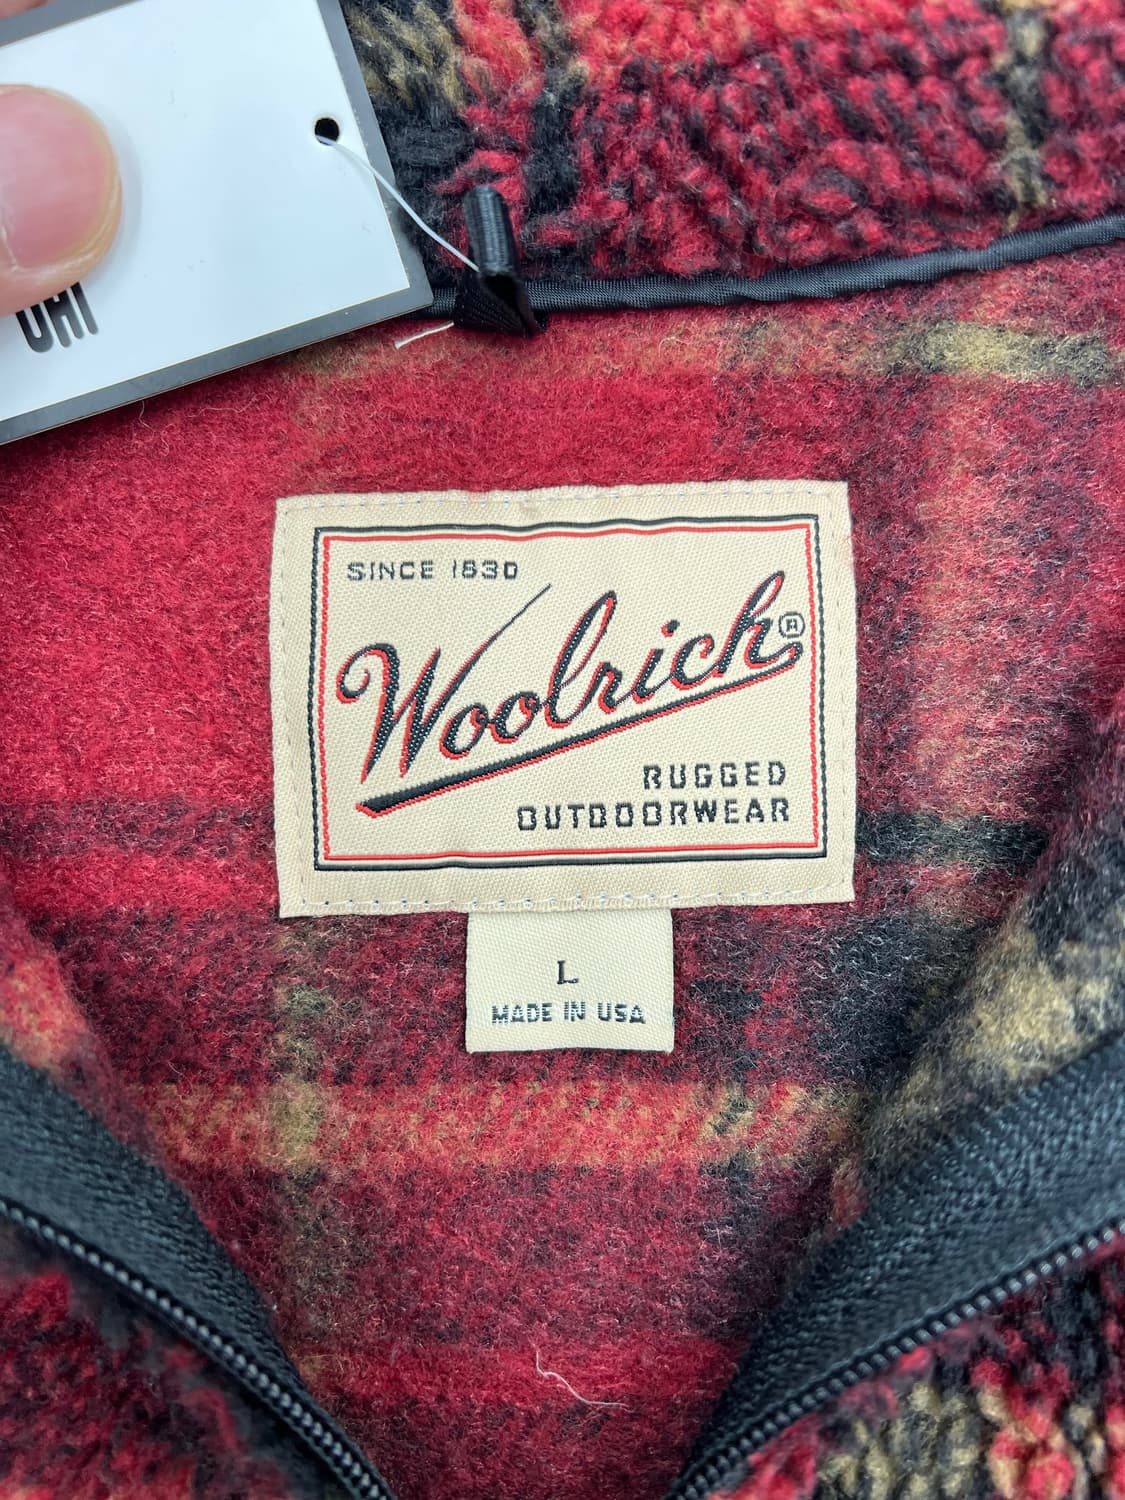 SINCE 1830
Woolrich®
RUGGED
OUTDOORWEAR
L
MADE IN USA